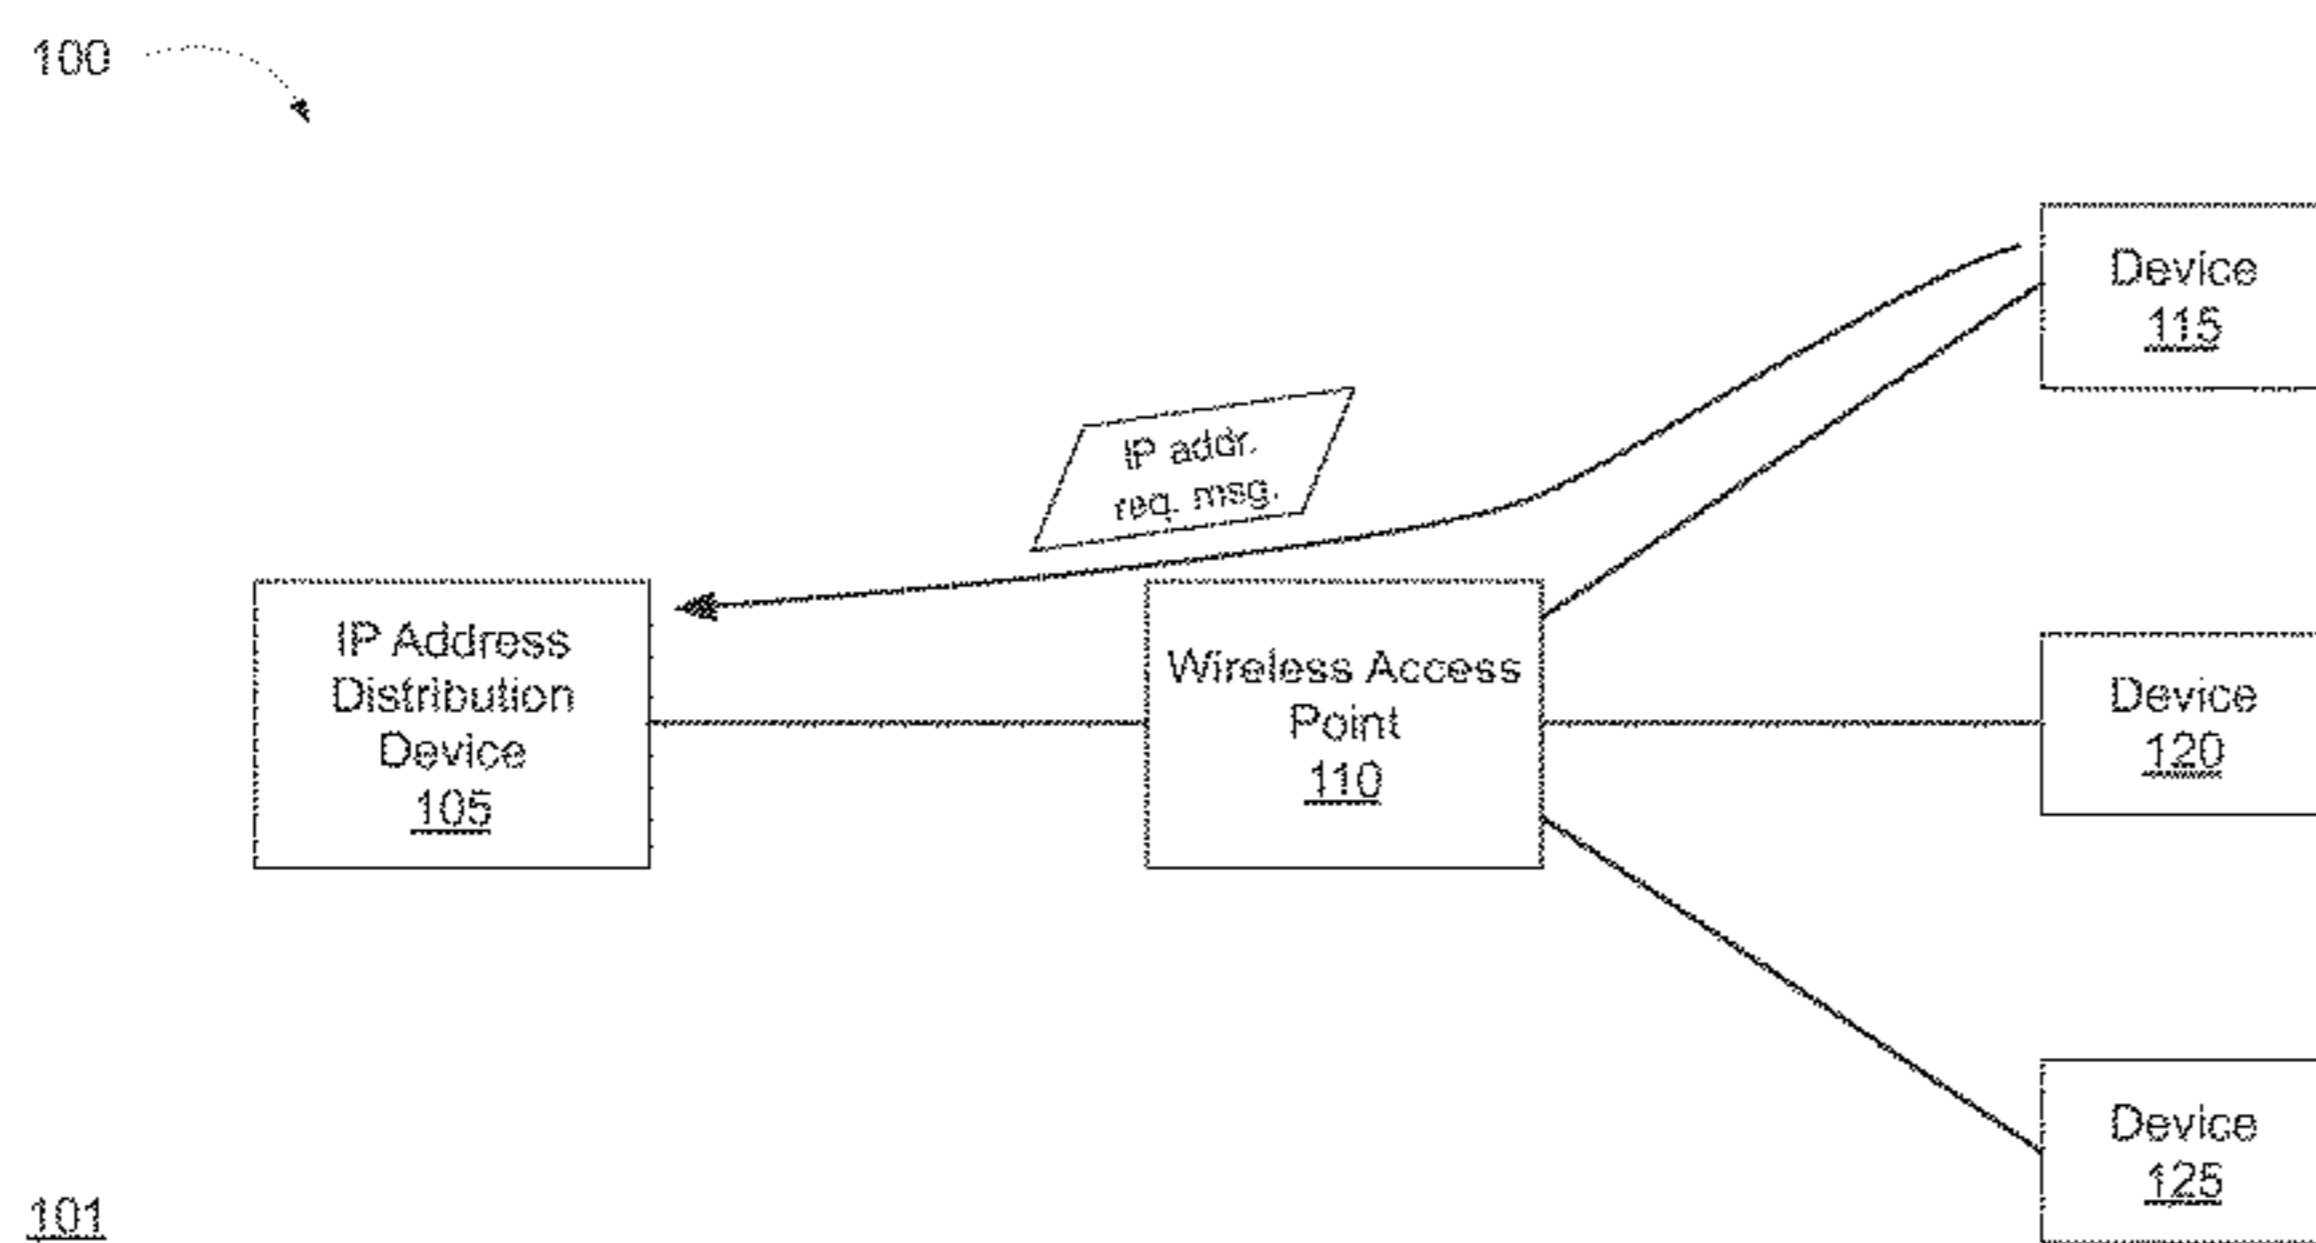 100
Device
115
IP addr.
req. msg.
IP Address
Distribution
Device
105
Wireless Access
Point
110
Device
120
Device
125
101